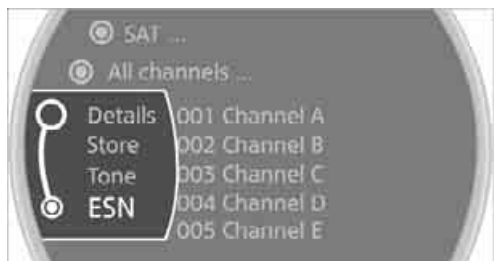 SAT ...
All channels ...
Details 001 Channel A
Store 002 Channel B
Tone 003 Channel C
ESN 004 Channel D
005 Channel E